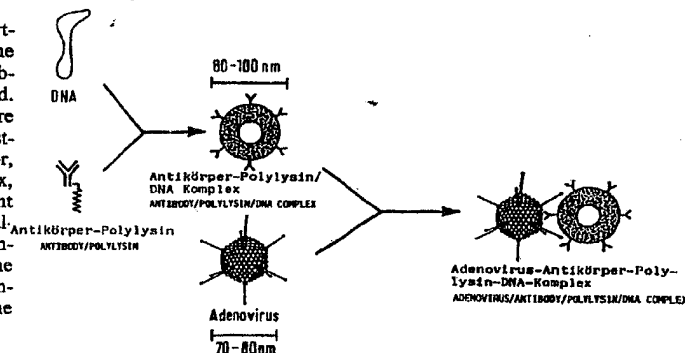 DNA
Antikörper-Polylysin
ANTIBODY/POLYLYSIN
80-100 nm
Antikörper-Polylysin/
DNA Komplex
ANTIBODY/POLYLYSIN/DNA COMPLEX
Adenovirus
70-80nm
Adenovirus-Antikörper-Poly-
lysin-DNA-Komplex
ADENOVIRUS/ANTIBODY/POLYLYSIN/DNA COMPLEX